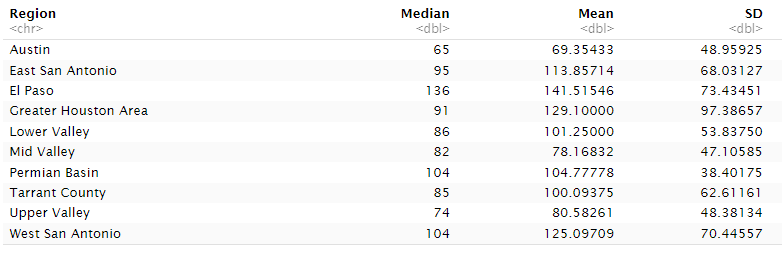 Region Median Mean SD
<chr> <dbl> <dbl> <dbl>
Austin 65 69.35433 48.95925
East San Antonio 95 113.85714 68.03127
El Paso 136 141.51546 73.43451
Greater Houston Area 91 129.10000 97.38657
Lower Valley 86 101.25000 53.83750
Mid Valley 82 78.16832 47.10585
Permian Basin 104 104.77778 38.40175
Tarrant County 85 100.09375 62.61161
Upper Valley 74 80.58261 48.38134
West San Antonio 104 125.09709 70.44557